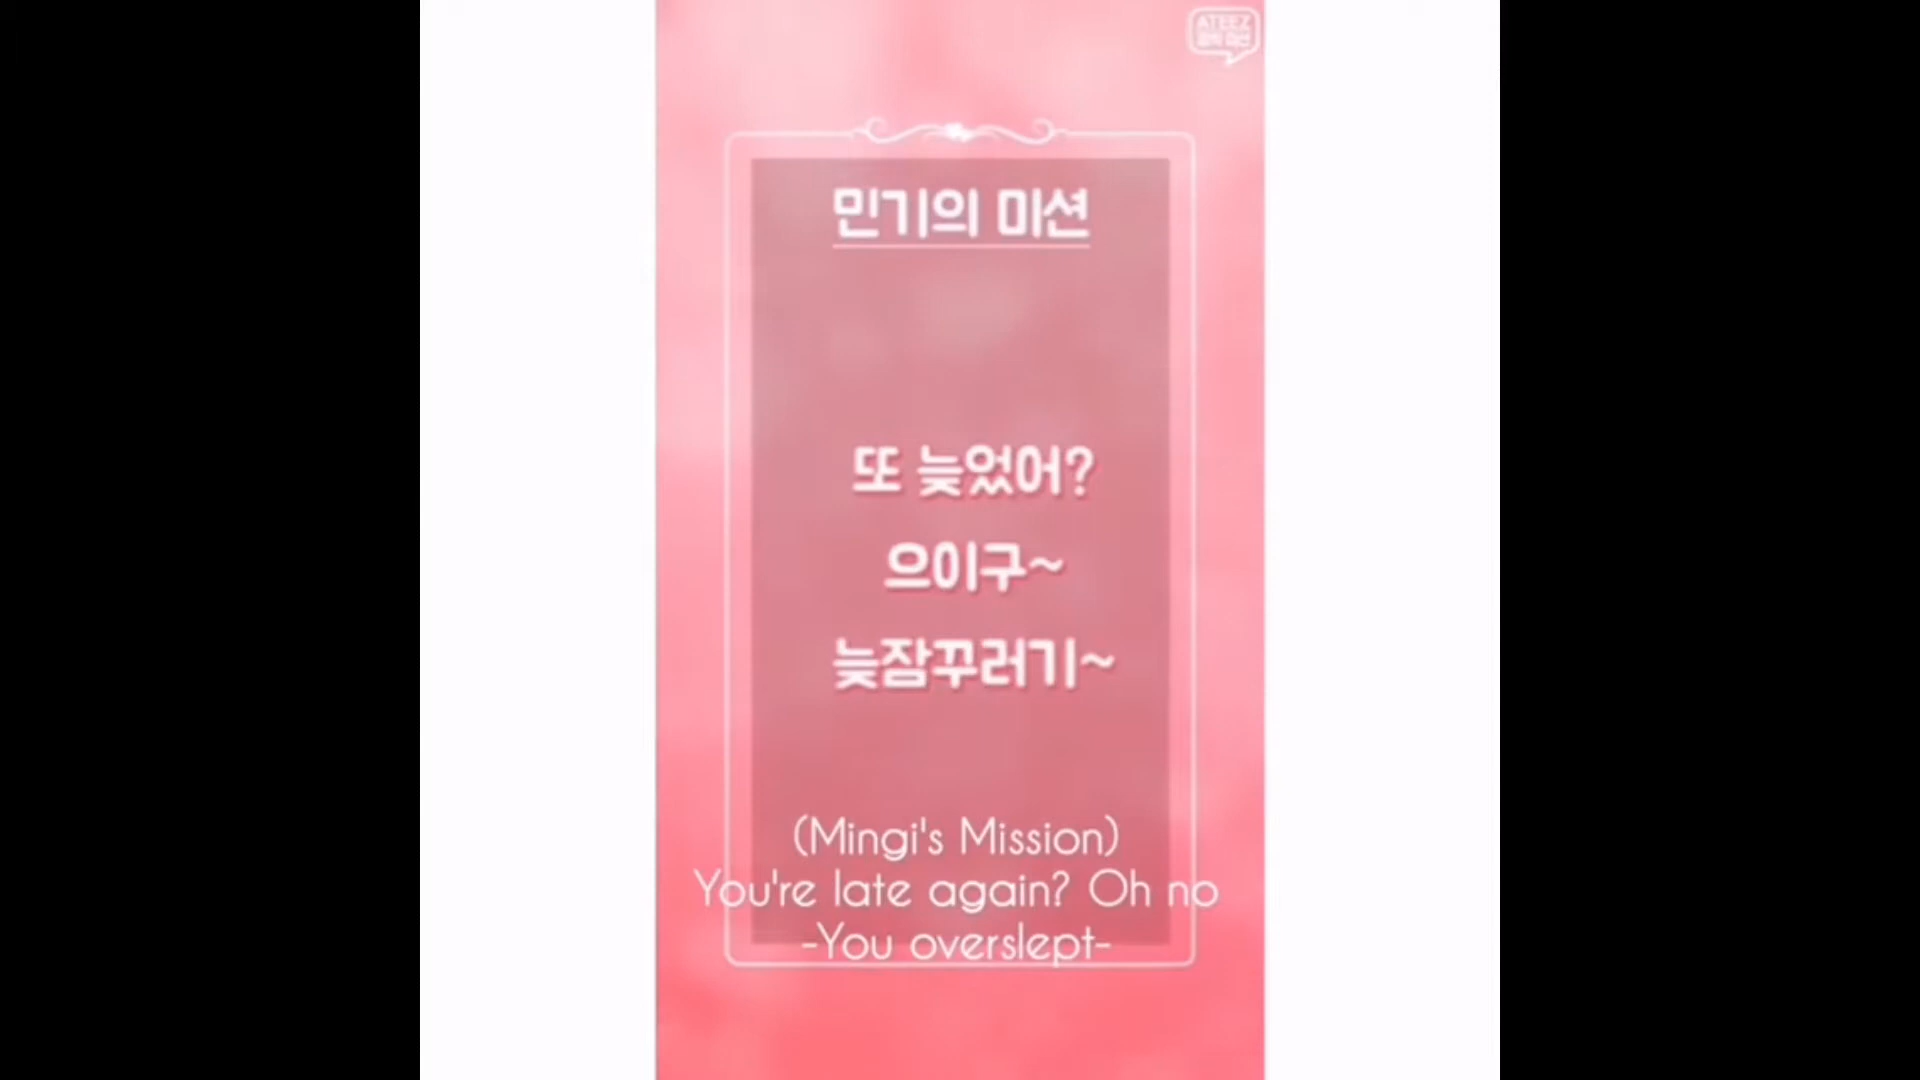 ATEEZ
민기의 미션
또 늦었어?
으이구~
늦잠꾸러기~
(Mingi's Mission)
You're late again? Oh no
-You overslept-